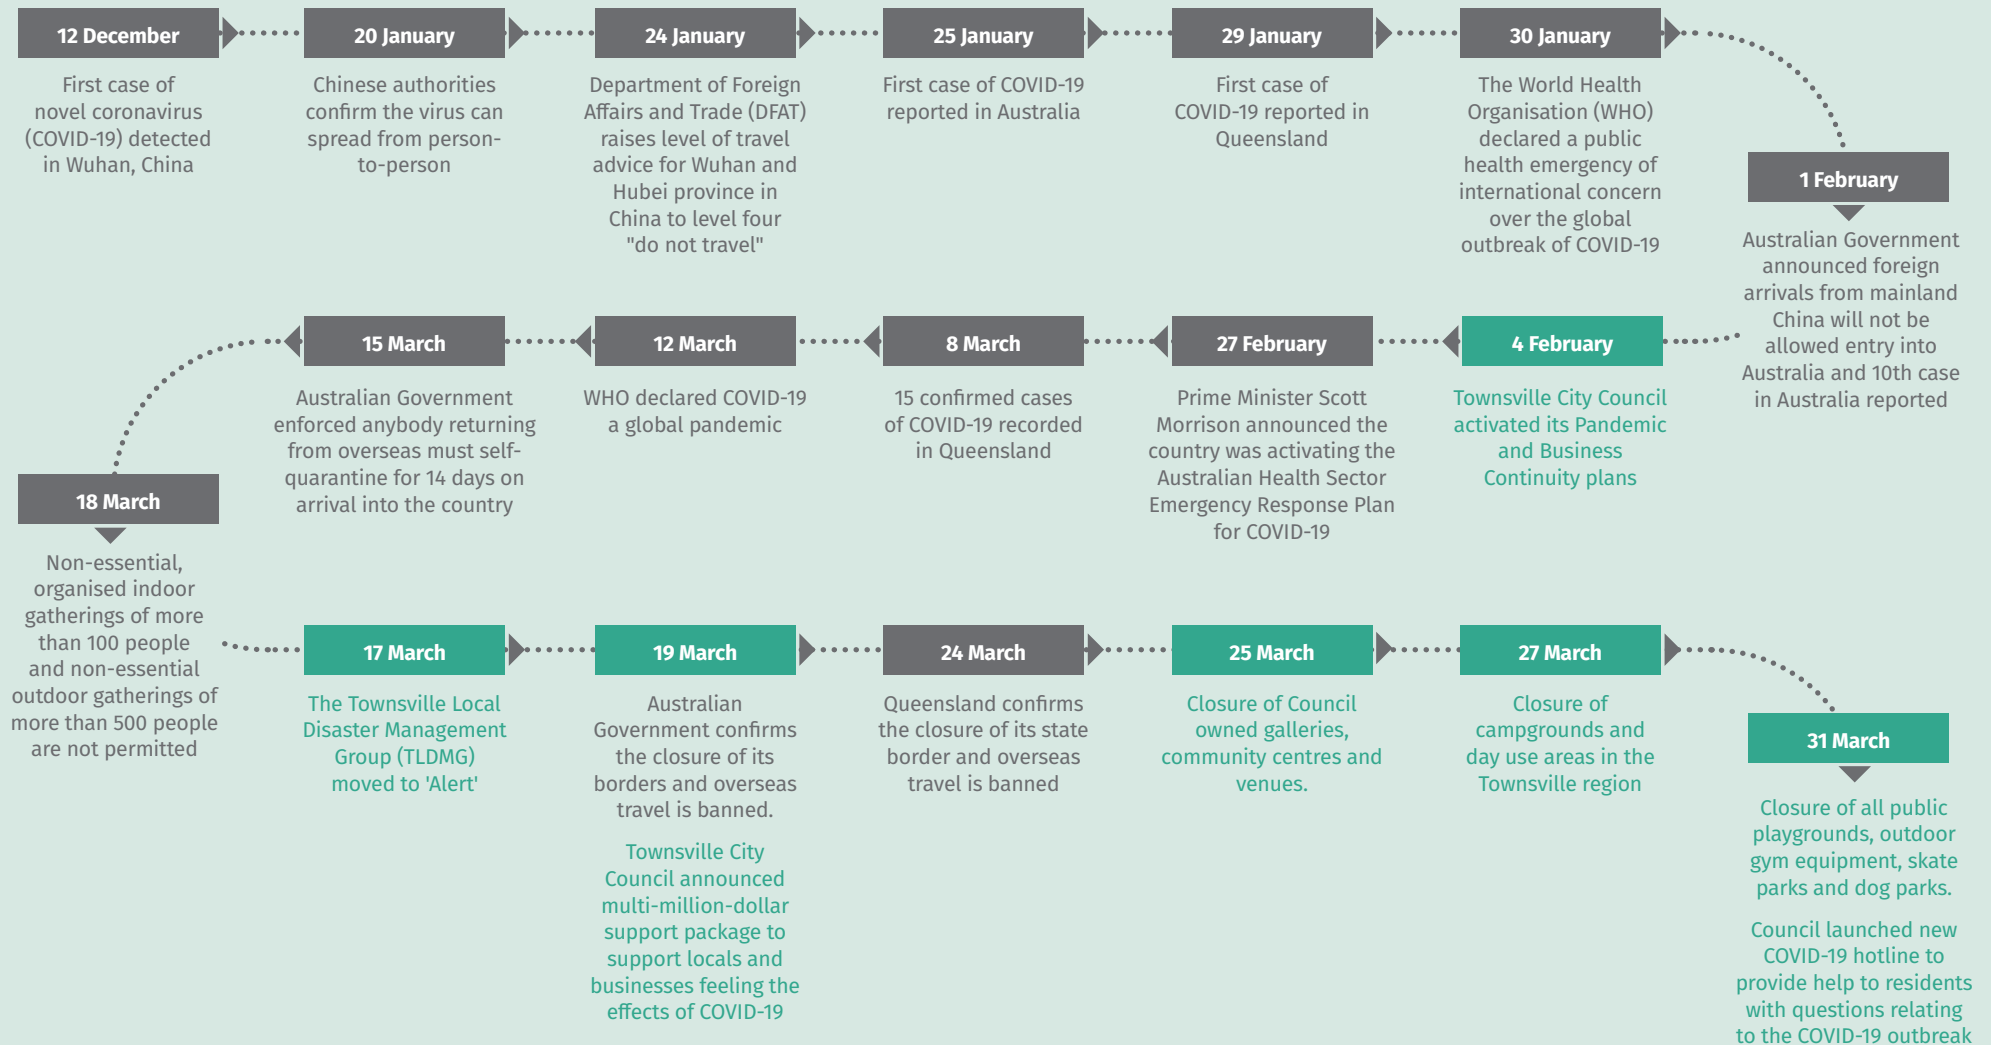 12 December
First case of
novel coronavirus
(COVID-19) detected
in Wuhan, China
20 January
Chinese authorities
confirm the virus can
spread from person-
to-person
24 January
Department of Foreign
Affairs and Trade (DFAT)
raises level of travel
advice for Wuhan and
Hubei province in
China to level four
"do not travel"
25 January
First case of COVID-19
reported in Australia
29 January
First case of
COVID-19 reported in
Queensland
30 January
The World Health
Organisation (WHO)
declared a public
health emergency of
international concern
over the global
outbreak of COVID-19
1 February
Australian Government
announced foreign
arrivals from mainland
China will not be
allowed entry into
Australia and 10th case
in Australia reported
4 February
Townsville City Council
activated its Pandemic
and Business
Continuity plans
27 February
Prime Minister Scott
Morrison announced the
country was activating the
Australian Health Sector
Emergency Response Plan
for COVID-19
8 March
15 confirmed cases
of COVID-19 recorded
in Queensland
12 March
WHO declared COVID-19
a global pandemic
15 March
Australian Government
enforced anybody returning
from overseas must self-
quarantine for 14 days on
arrival into the country
18 March
Non-essential,
organised indoor
gatherings of more
than 100 people
and non-essential
outdoor gatherings of
more than 500 people
are not permitted
17 March
The Townsville Local
Disaster Management
Group (TLDMG)
moved to 'Alert'
19 March
Australian
Government confirms
the closure of its
borders and overseas
travel is banned.
Townsville City
Council announced
multi-million-dollar
support package to
support locals and
businesses feeling the
effects of COVID-19
24 March
Queensland confirms
the closure of its state
border and overseas
travel is banned
25 March
Closure of Council
owned galleries,
community centres and
venues.
27 March
Closure of
campgrounds and
day use areas in the
Townsville region
31 March
Closure of all public
playgrounds, outdoor
gym equipment, skate
parks and dog parks.
Council launched new
COVID-19 hotline to
provide help to residents
with questions relating
to the COVID-19 outbreak